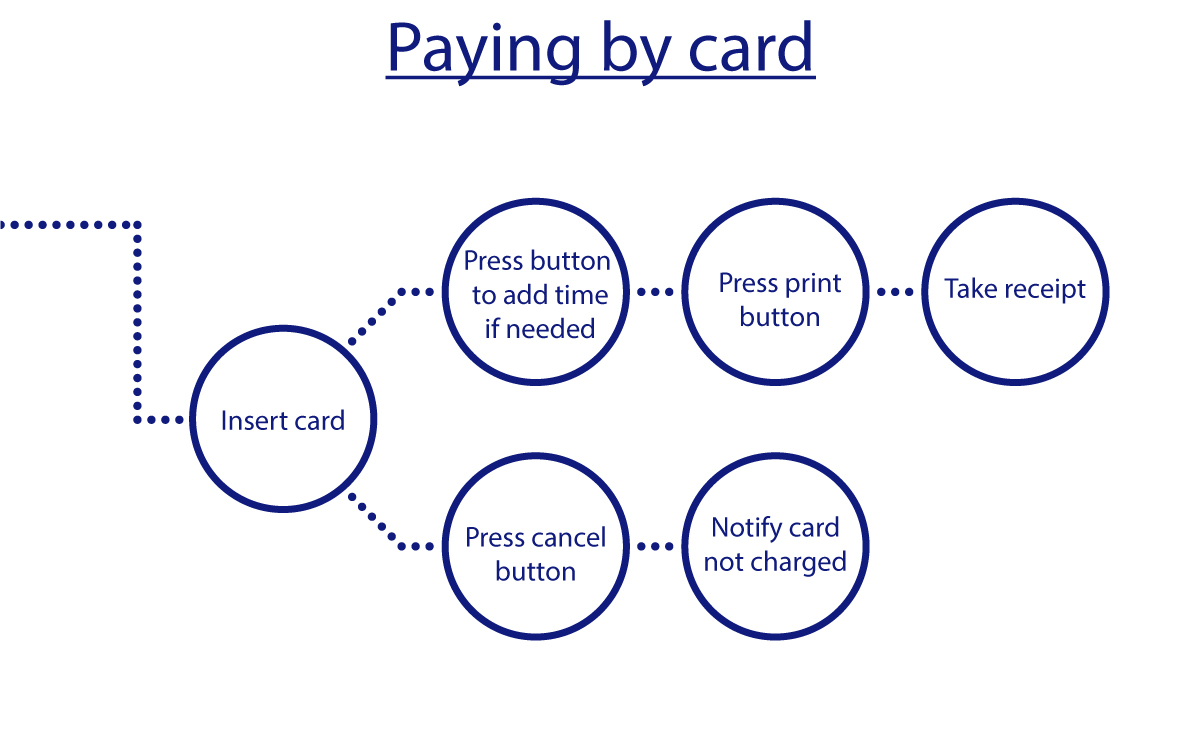 Paying by card
Insert card
Press button
to add time
if needed
Press print
button
Take receipt
Press cancel
button
Notify card
not charged